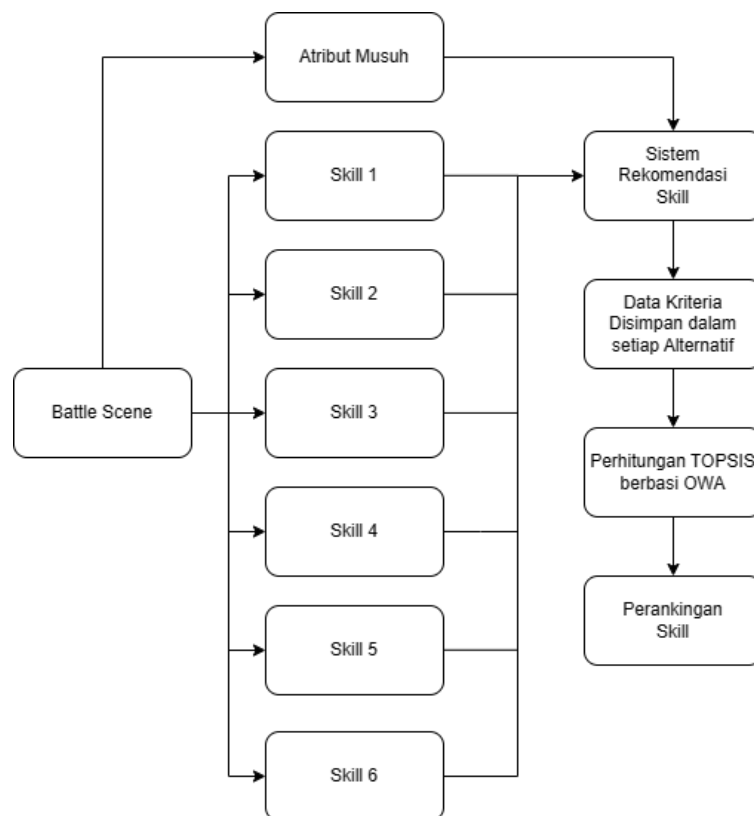 Atribut Musuh
Skill 1
Sistem
Rekomendasi
Skill
Skill 2
Data Kriteria
Disimpan dalam
setiap Alternatif
Battle Scene
Skill 3
Perhitungan TOPSIS
berbasi OWA
Skill 4
Perankingan
Skill
Skill 5
Skill 6